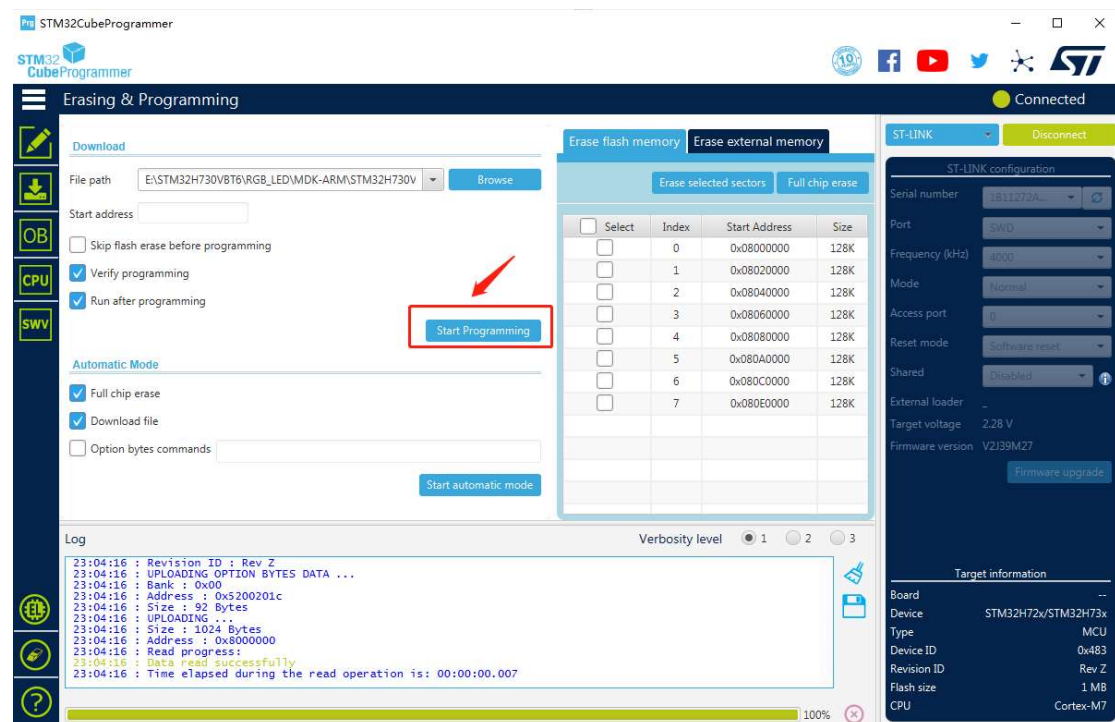 Prg STM32CubeProgrammer
STM32
CubeProgrammer
Erasing & Programming
Connected
Download
File path E:\STM32H730VBT6\RGB_LED\MDK-ARM\STM32H730V Browse
Start address
Skip flash erase before programming
Verify programming
Run after programming
Start Programming
Automatic Mode
Full chip erase
Download file
Option bytes commands
Start automatic mode
Erase flash memory Erase external memory
Erase selected sectors Full chip erase
Select Index Start Address Size
0 0x08000000 128K
1 0x08020000 128K
2 0x08040000 128K
3 0x08060000 128K
4 0x08080000 128K
5 0x080A0000 128K
6 0x080C0000 128K
7 0x080E0000 128K
OB
CPU
SWV
Log
Verbosity level 1 2 3
23:04:16 : Revision ID : Rev Z
23:04:16 : UPLOADING OPTION BYTES DATA ...
23:04:16 : Bank : 0x00
23:04:16 : Address : 0x5200201c
23:04:16 : Size : 92 Bytes
23:04:16 : UPLOADING ...
23:04:16 : Size : 1024 Bytes
23:04:16 : Address : 0x8000000
23:04:16 : Read progress:
23:04:16 : Data read successfully
23:04:16 : Time elapsed during the read operation is: 00:00:00.007
100%
ST-LINK Disconnect
ST-LINK configuration
Serial number 1B11272A...
Port SWD
Frequency (kHz) 4000
Mode Normal
Access port 0
Reset mode Software reset
Shared Disabled
External loader _
Target voltage 2.28 V
Firmware version V2J39M27
Firmware upgrade
Target information
Board --
Device STM32H72x/STM32H73x
Type MCU
Device ID 0x483
Revision ID Rev Z
Flash size 1 MB
CPU Cortex-M7